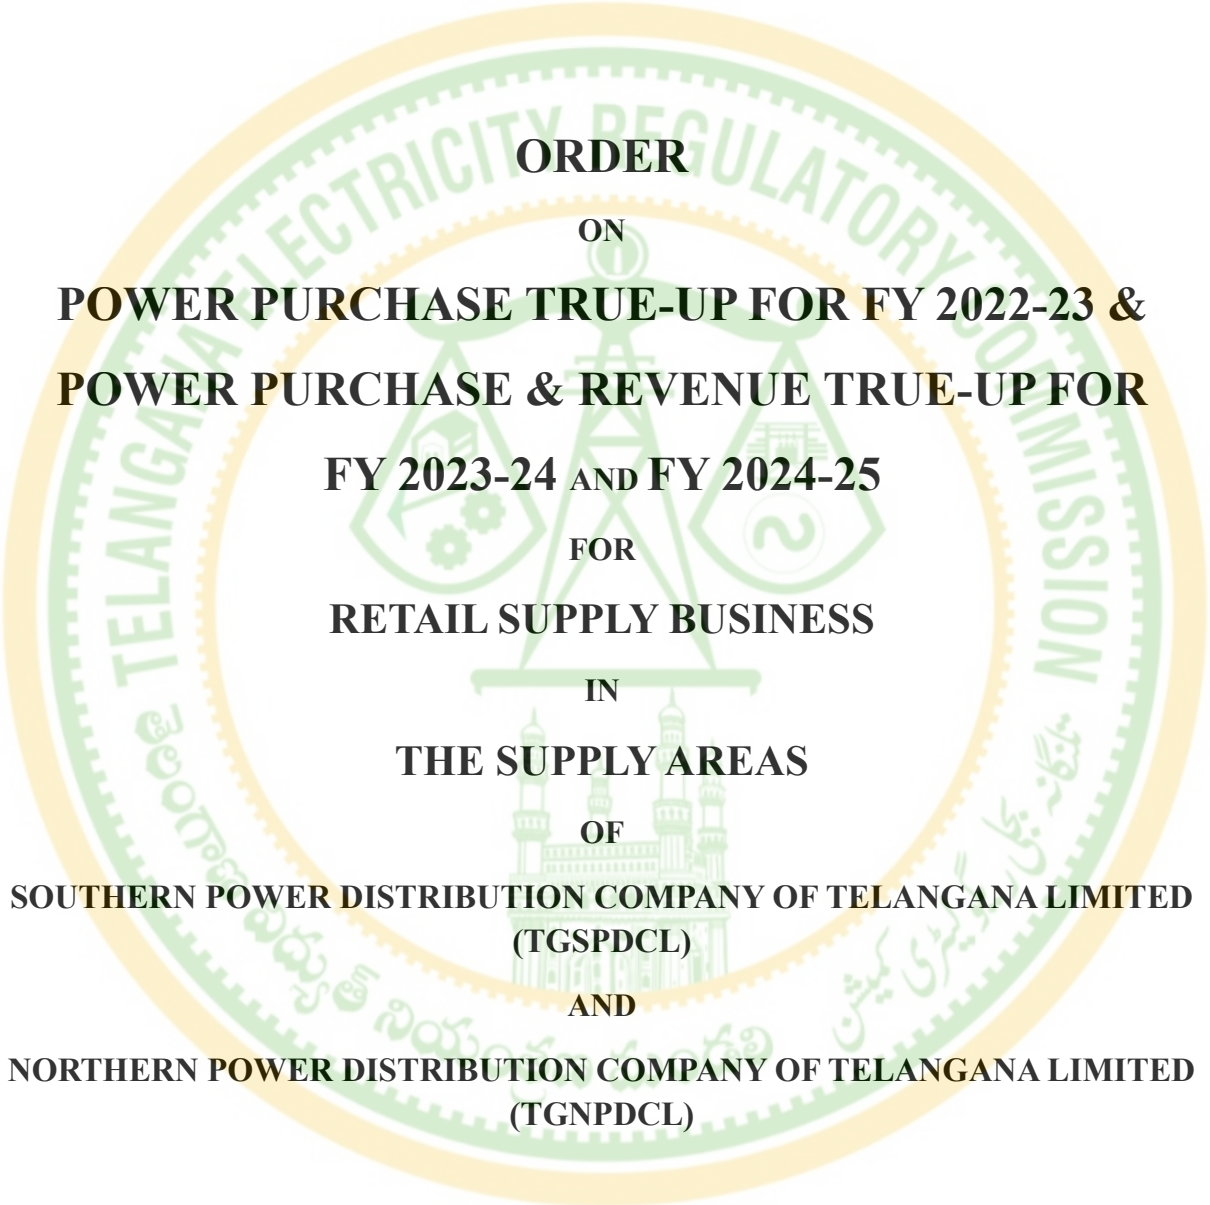 ORDER
ON
POWER PURCHASE TRUE-UP FOR FY 2022-23 &
POWER PURCHASE & REVENUE TRUE-UP FOR
FY 2023-24 AND FY 2024-25
FOR
RETAIL SUPPLY BUSINESS
IN
THE SUPPLY AREAS
OF
SOUTHERN POWER DISTRIBUTION COMPANY OF TELANGANA LIMITED
(TGSPDCL)
AND
NORTHERN POWER DISTRIBUTION COMPANY OF TELANGANA LIMITED
(TGNPDCL)
TELANGANA ELECTRICITY REGULATORY COMMISSION
తెలంగాణ విద్యుత్ నియంత్రణ మండలి